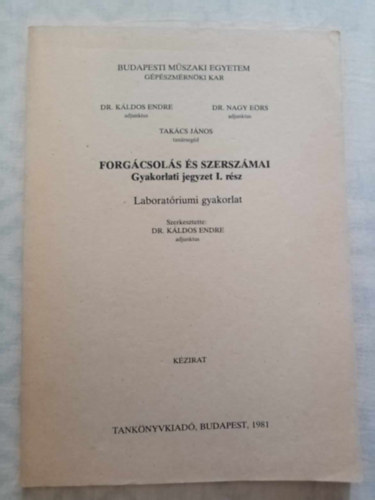 BUDAPESTI MŰSZAKI EGYETEM
GÉPÉSZMÉRNÖKI KAR
DR. KÁLDOS ENDRE DR. NAGY EÖRS
adjunktus adjunktus
TAKÁCS JÁNOS
tanársegéd
FORGÁCSOLÁS ÉS SZERSZÁMAI
Gyakorlati jegyzet I. rész
Laboratóriumi gyakorlat
Szerkesztette:
DR. KÁLDOS ENDRE
adjunktus
KÉZIRAT
TANKÖNYVKIADÓ, BUDAPEST, 1981